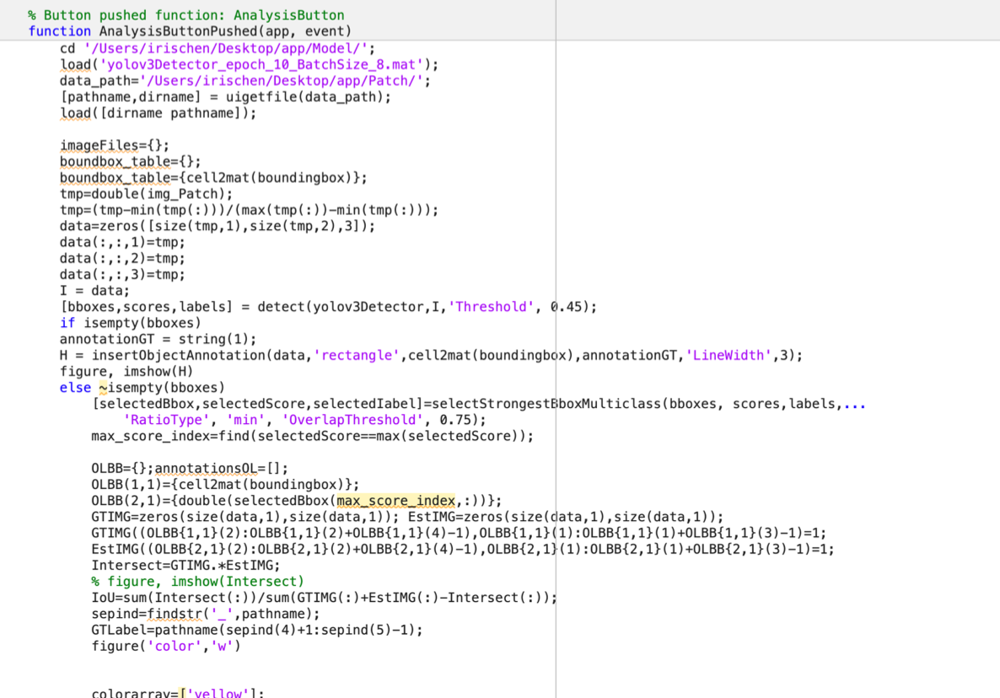 % Button pushed function: AnalysisButton
function AnalysisButtonPushed(app, event)
cd '/Users/irischen/Desktop/app/Model/';
load('yolov3Detector_epoch_10_BatchSize_8.mat');
data_path='/Users/irischen/Desktop/app/Patch/';
[pathname,dirname] = uigetfile(data_path);
load([dirname pathname]);
imageFiles={};
boundbox_table={};
boundbox_table={cell2mat(boundingbox)};
tmp=double(img_Patch);
tmp=(tmp-min(tmp(:)))/(max(tmp(:))-min(tmp(:)));
data=zeros([size(tmp,1),size(tmp,2),3]);
data(:,:,1)=tmp;
data(:,:,2)=tmp;
data(:,:,3)=tmp;
I = data;
[bboxes,scores,labels] = detect(yolov3Detector,I,'Threshold', 0.45);
if isempty(bboxes)
annotationGT = string(1);
H = insertObjectAnnotation(data,'rectangle',cell2mat(boundingbox),annotationGT,'LineWidth',3);
figure, imshow(H)
else ~isempty(bboxes)
[selectedBbox,selectedScore,selectedIabel]=selectStrongestBboxMulticlass(bboxes, scores,labels,...
'RatioType', 'min', 'OverlapThreshold', 0.75);
max_score_index=find(selectedScore==max(selectedScore));
OLBB={};annotationsOL=[];
OLBB(1,1)={cell2mat(boundingbox)};
OLBB(2,1)={double(selectedBbox(max_score_index,:))};
GTIMG=zeros(size(data,1),size(data,1)); EstIMG=zeros(size(data,1),size(data,1));
GTIMG((OLBB{1,1}(2):OLBB{1,1}(2)+OLBB{1,1}(4)-1),OLBB{1,1}(1):OLBB{1,1}(1)+OLBB{1,1}(3)-1)=1;
EstIMG((OLBB{2,1}(2):OLBB{2,1}(2)+OLBB{2,1}(4)-1),OLBB{2,1}(1):OLBB{2,1}(1)+OLBB{2,1}(3)-1)=1;
Intersect=GTIMG.*EstIMG;
% figure, imshow(Intersect)
IoU=sum(Intersect(:))/sum(GTIMG(:)+EstIMG(:)-Intersect(:));
sepind=findstr('_',pathname);
GTLabel=pathname(sepind(4)+1:sepind(5)-1);
figure('color','w')
colorarray=['yellow'];